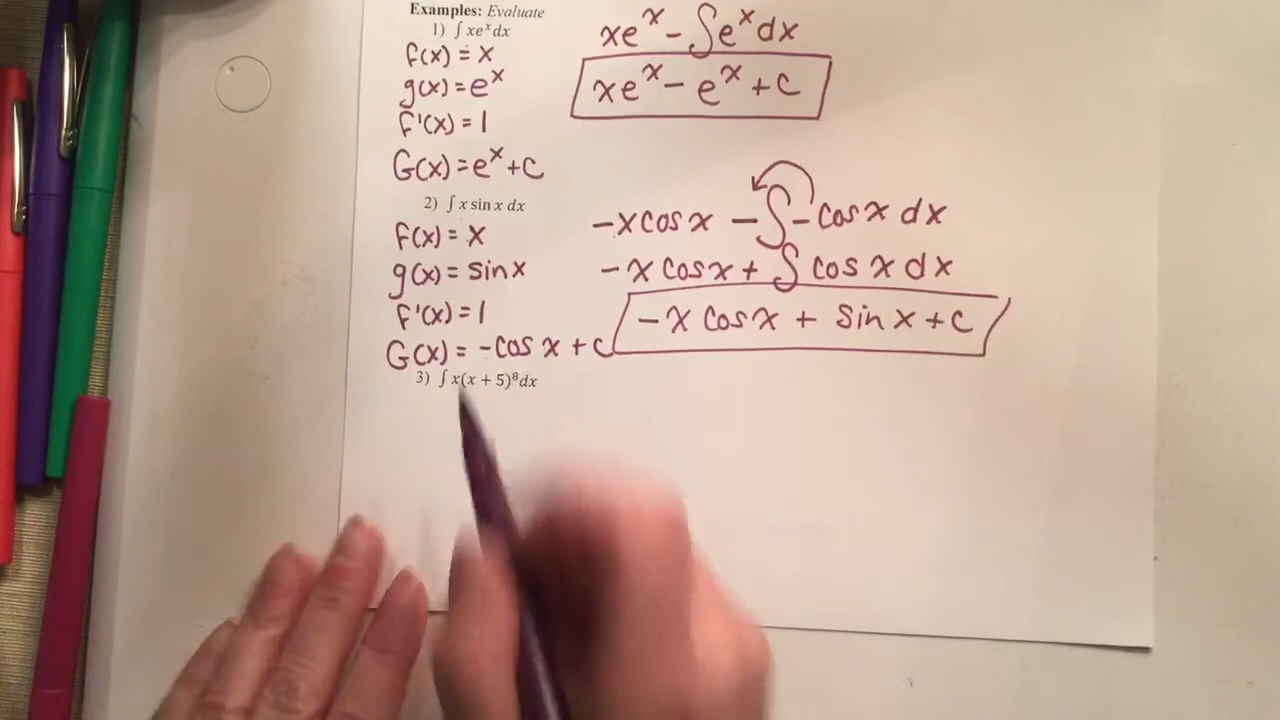 Examples: Evaluate
1) ∫ xeˣdx
f(x) = x
g(x) = eˣ
f'(x) = 1
G(x) = eˣ + c
xeˣ - ∫eˣdx
xeˣ - eˣ + c
2) ∫ x sin x dx
f(x) = x
g(x) = sin x
f'(x) = 1
G(x) = -cos x + c
-x cos x - ∫ - cos x dx
-x cos x + ∫ cos x dx
-x cos x + sin x + c
3) ∫ x(x + 5)⁸dx